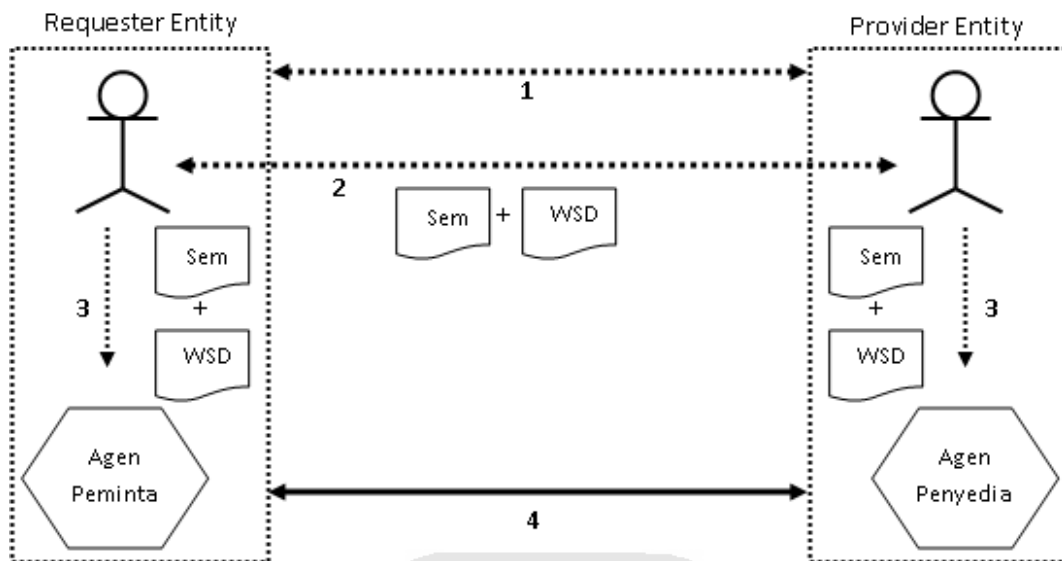 Requester Entity
Provider Entity
1
2
Sem
+
WSD
Sem
+
WSD
3
Sem
+
WSD
3
Agen
Peminta
Agen
Penyedia
4